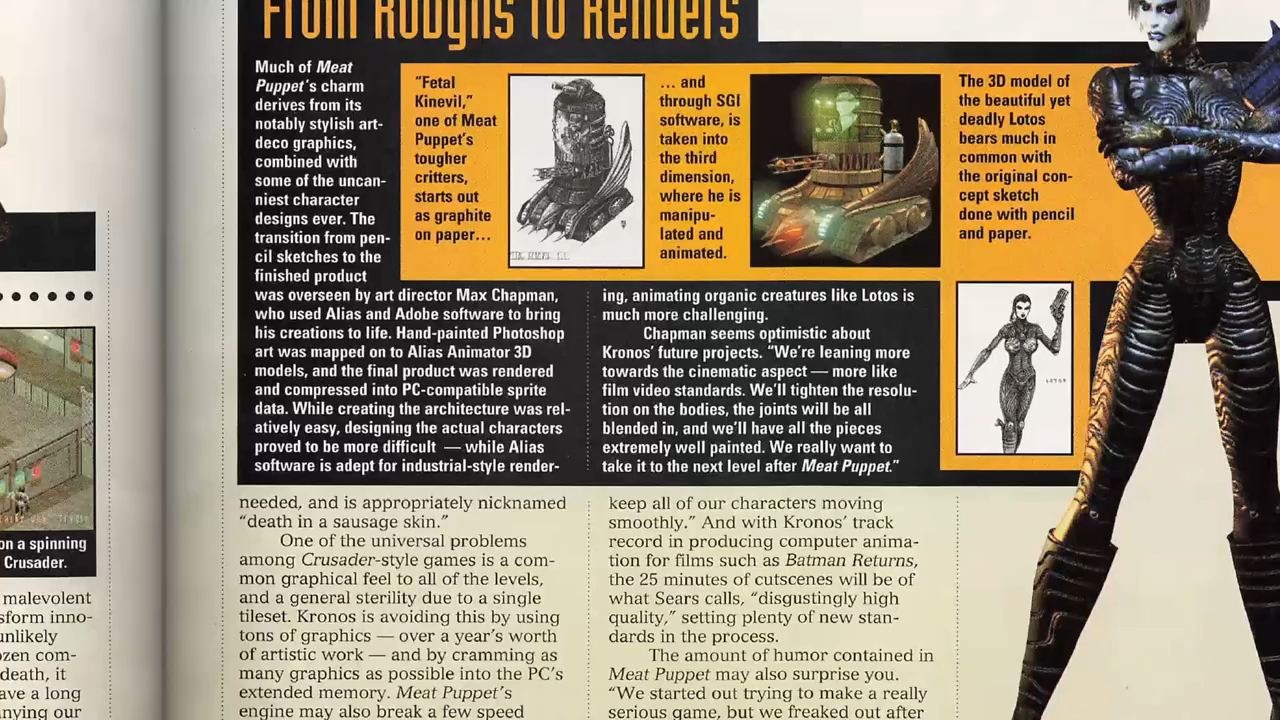 From Robyns to Renders
Much of Meat
Puppet's charm
derives from its
notably stylish art-
deco graphics,
combined with
some of the uncan-
niest character
designs ever. The
transition from pen-
cil sketches to the
finished product
was overseen by art director Max Chapman,
who used Alias and Adobe software to bring
his creations to life. Hand-painted Photoshop
art was mapped on to Alias Animator 3D
models, and the final product was rendered
and compressed into PC-compatible sprite
data. While creating the architecture was rel-
atively easy, designing the actual characters
proved to be more difficult — while Alias
software is adept for industrial-style render-
ing, animating organic creatures like Lotos is
much more challenging.
Chapman seems optimistic about
Kronos' future projects. "We're leaning more
towards the cinematic aspect — more like
film video standards. We'll tighten the resolu-
tion on the bodies, the joints will be all
blended in, and we'll have all the pieces
extremely well painted. We really want to
take it to the next level after Meat Puppet."
"Fetal
Kinevil,"
one of Meat
Puppet's
tougher
critters,
starts out
as graphite
on paper…
… and
through SGI
software, is
taken into
the third
dimension,
where he is
manipu-
lated and
animated.
The 3D model of
the beautiful yet
deadly Lotos
bears much in
common with
the original con-
cept sketch
done with pencil
and paper.
on a spinning
Crusader.
malevolent
sform inno-
unlikely
ozen com-
death, it
ave a long
nying our
needed, and is appropriately nicknamed
"death in a sausage skin."
One of the universal problems
among Crusader-style games is a com-
mon graphical feel to all of the levels,
and a general sterility due to a single
tileset. Kronos is avoiding this by using
tons of graphics — over a year's worth
of artistic work — and by cramming as
many graphics as possible into the PC's
extended memory. Meat Puppet's
engine may also break a few speed
keep all of our characters moving
smoothly." And with Kronos' track
record in producing computer anima-
tion for films such as Batman Returns,
the 25 minutes of cutscenes will be of
what Sears calls, "disgustingly high
quality," setting plenty of new stan-
dards in the process.
The amount of humor contained in
Meat Puppet may also surprise you.
"We started out trying to make a really
serious game, but we freaked out after